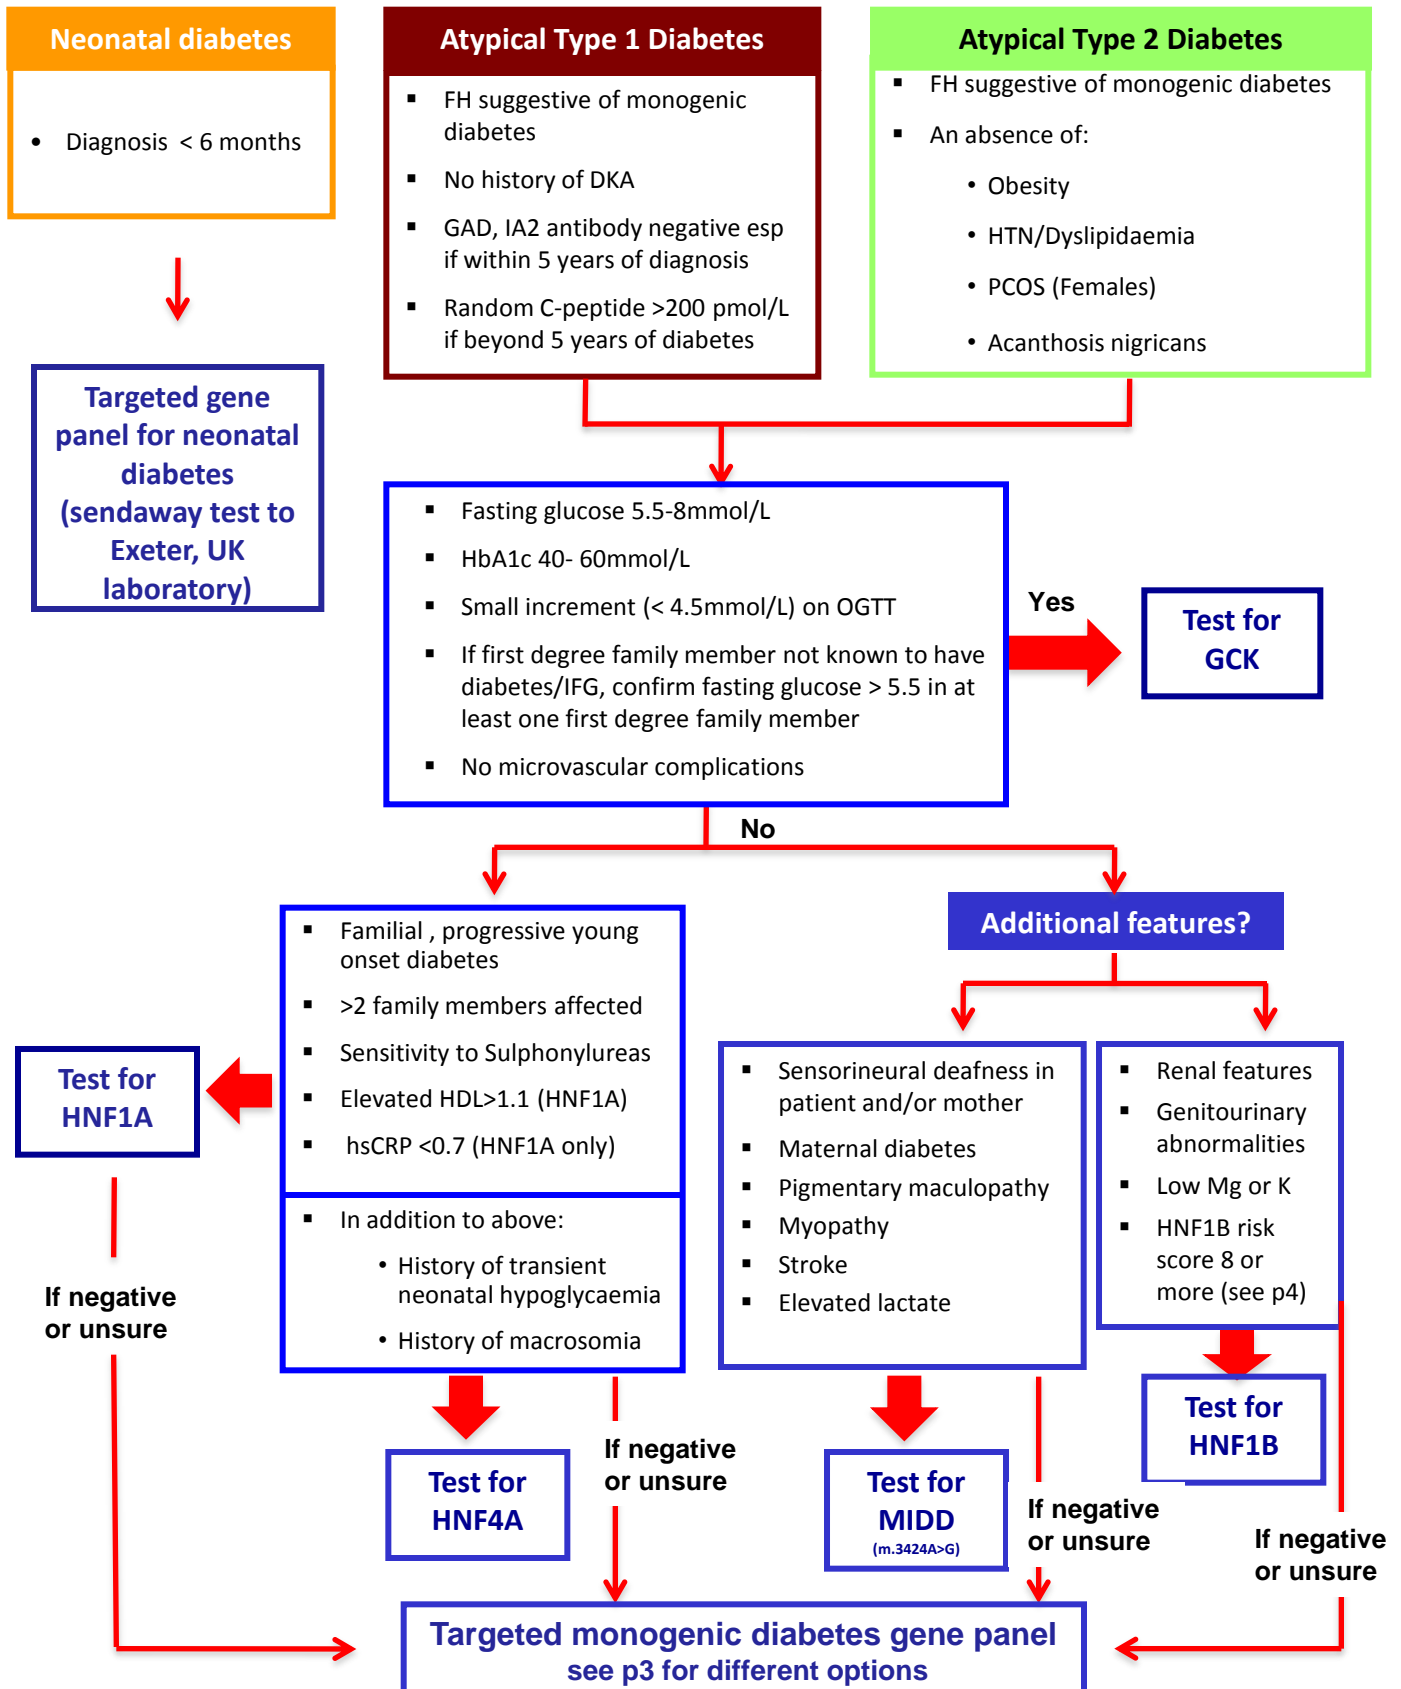 Neonatal diabetes
• Diagnosis < 6 months
Targeted gene
panel for neonatal
diabetes
(sendaway test to
Exeter, UK
laboratory)
Atypical Type 1 Diabetes
▪ FH suggestive of monogenic
diabetes
▪ No history of DKA
▪ GAD, IA2 antibody negative esp
if within 5 years of diagnosis
▪ Random C-peptide >200 pmol/L
if beyond 5 years of diabetes
Atypical Type 2 Diabetes
▪ FH suggestive of monogenic diabetes
▪ An absence of:
• Obesity
• HTN/Dyslipidaemia
• PCOS (Females)
• Acanthosis nigricans
▪ Fasting glucose 5.5-8mmol/L
▪ HbA1c 40- 60mmol/L
▪ Small increment (< 4.5mmol/L) on OGTT
▪ If first degree family member not known to have
diabetes/IFG, confirm fasting glucose > 5.5 in at
least one first degree family member
▪ No microvascular complications
Yes
Test for
GCK
No
▪ Familial , progressive young
onset diabetes
▪ >2 family members affected
▪ Sensitivity to Sulphonylureas
▪ Elevated HDL>1.1 (HNF1A)
▪ hsCRP <0.7 (HNF1A only)
▪ In addition to above:
• History of transient
neonatal hypoglycaemia
• History of macrosomia
Test for
HNF1A
If negative
or unsure
Test for
HNF4A
If negative
or unsure
Additional features?
▪ Sensorineural deafness in
patient and/or mother
▪ Maternal diabetes
▪ Pigmentary maculopathy
▪ Myopathy
▪ Stroke
▪ Elevated lactate
Test for
MIDD
(m.3424A>G)
If negative
or unsure
▪ Renal features
▪ Genitourinary
abnormalities
▪ Low Mg or K
▪ HNF1B risk
score 8 or
more (see p4)
Test for
HNF1B
If negative
or unsure
Targeted monogenic diabetes gene panel
see p3 for different options